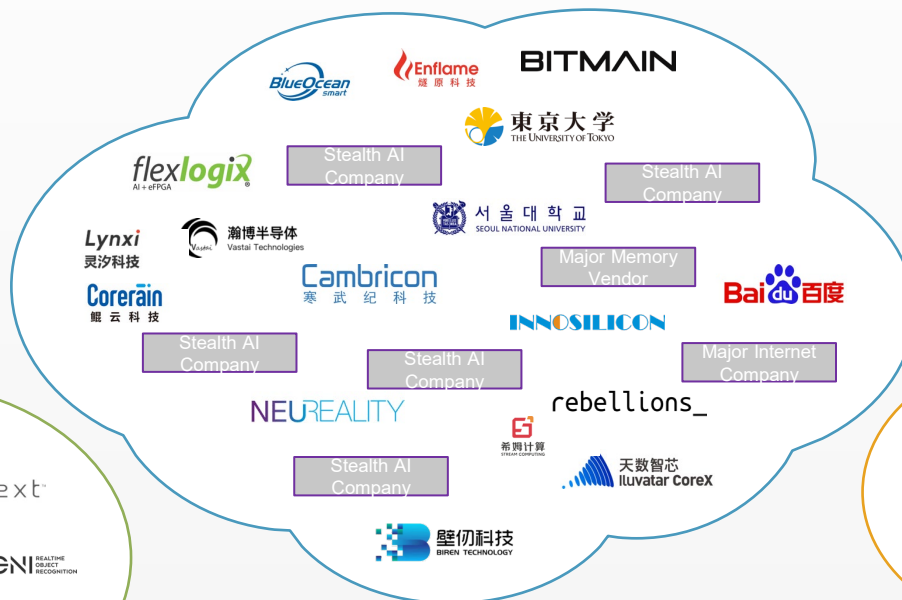 BlueOcean
smart
Enflame
燧原科技
BITMAIN
東京大学
THE UNIVERSITY OF TOKYO
flexlogix®
AI + eFPGA
Stealth AI
Company
Stealth AI
Company
서울대학교
SEOUL NATIONAL UNIVERSITY
Lynxi
灵汐科技
Vastai
瀚博半导体
Vastai Technologies
Major Memory
Vendor
Cambricon
寒武纪科技
Bai du 百度
Corerain
鲲云科技
INNOSILICON
Stealth AI
Company
Stealth AI
Company
Major Internet
Company
NEUREALITY
rebellions_
希姆计算
STREAM COMPUTING
天数智芯
Iluvatar CoreX
Stealth AI
Company
ext™
壁仞科技
BIREN TECHNOLOGY
GNI
REALTIME
OBJECT
RECOGNITION